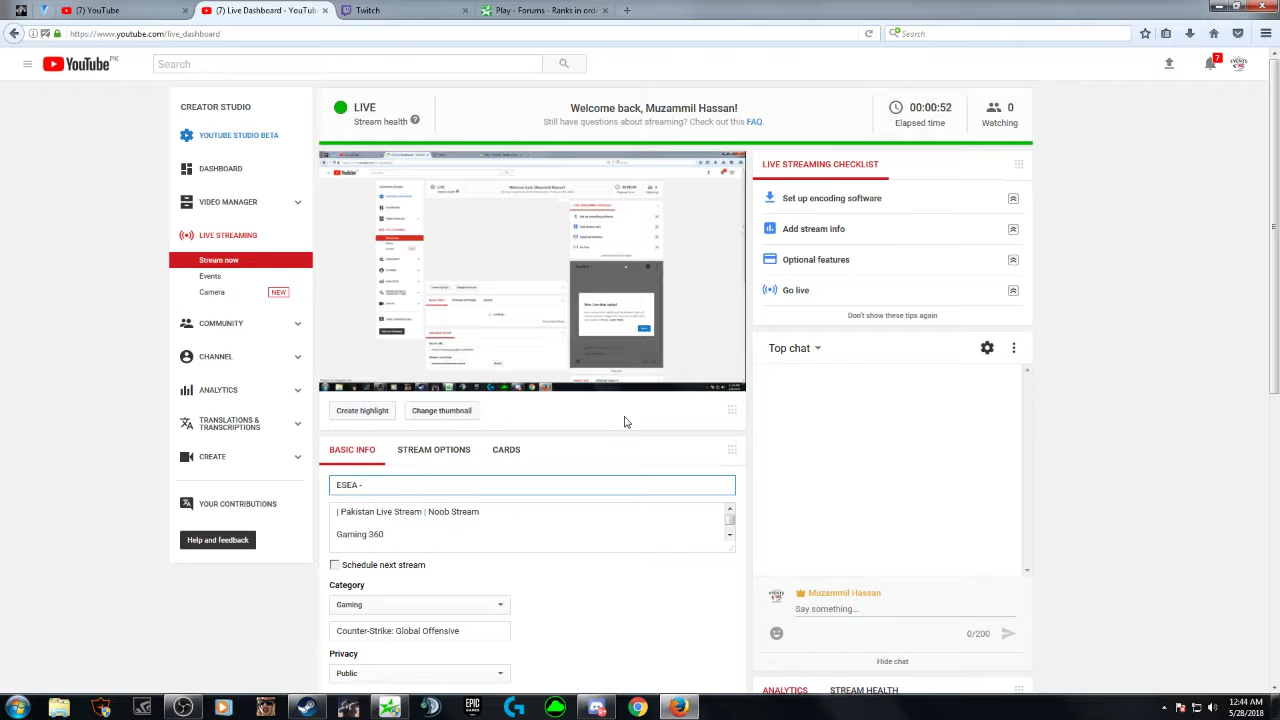 (7) YouTube
Live Dashboard - YouTub
Twitch
Play - Forums - Ranks in ord
https://www.youtube.com/live_dashboard
Search
YouTube PK
Search
7
CREATOR STUDIO
YOUTUBE STUDIO BETA
DASHBOARD
VIDEO MANAGER
LIVE STREAMING
Stream now
Events
Camera NEW
COMMUNITY
CHANNEL
ANALYTICS
TRANSLATIONS &
TRANSCRIPTIONS
CREATE
YOUR CONTRIBUTIONS
Help and feedback
LIVE
Stream health
Welcome back, Muzammil Hassan!
Still have questions about streaming? Check out this FAQ.
00:00:52
Elapsed time
0
Watching
Create highlight
Change thumbnail
BASIC INFO
STREAM OPTIONS
CARDS
ESEA -
| Pakistan Live Stream | Noob Stream
Gaming 360
Schedule next stream
Category
Gaming
Counter-Strike: Global Offensive
Privacy
Public
LIVE STREAMING CHECKLIST
Set up encoding software
Add stream info
Optional features
Go live
Don't show these tips again
Top chat
Muzammil Hassan
Say something...
0/200
Hide chat
ANALYTICS
STREAM HEALTH
EPIC
GAMES
12:44 AM
5/28/2018